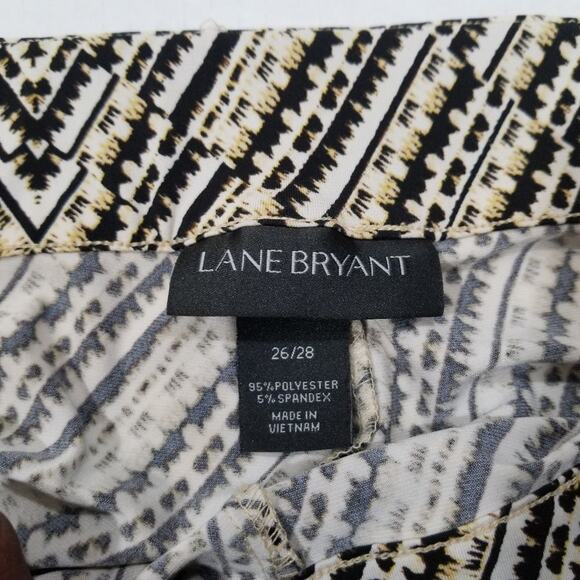 LANE BRYANT
26/28
95% POLYESTER
5% SPANDEX
MADE IN
VIETNAM